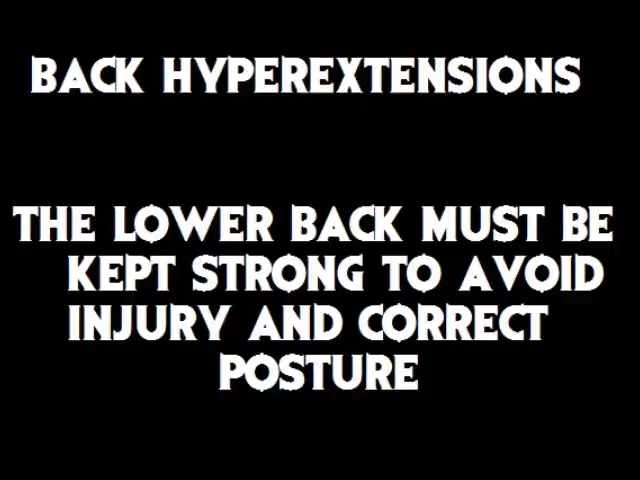 BACK HYPEREXTENSIONS
THE LOWER BACK MUST BE
KEPT STRONG TO AVOID
INJURY AND CORRECT
POSTURE